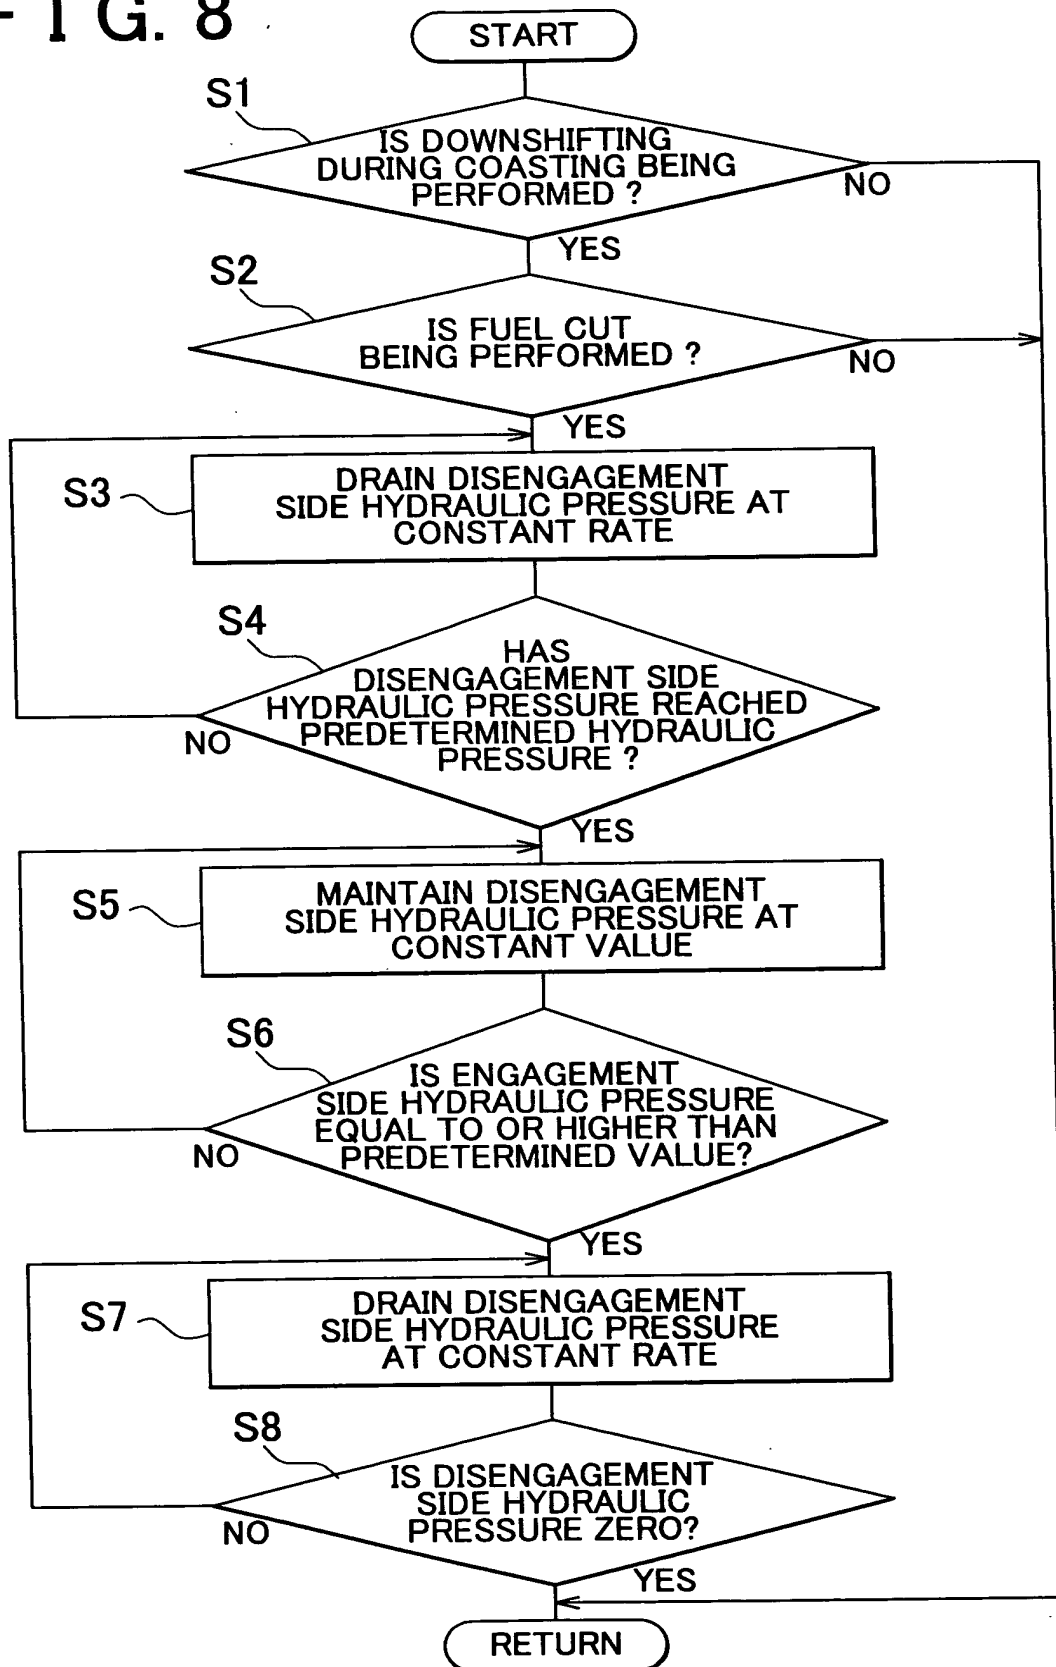 FIG. 8
START
S1
IS DOWNSHIFTING
DURING COASTING BEING
PERFORMED ?
NO
YES
S2
IS FUEL CUT
BEING PERFORMED ?
NO
YES
S3
DRAIN DISENGAGEMENT
SIDE HYDRAULIC PRESSURE AT
CONSTANT RATE
S4
HAS
DISENGAGEMENT SIDE
HYDRAULIC PRESSURE REACHED
PREDETERMINED HYDRAULIC
PRESSURE ?
NO
YES
S5
MAINTAIN DISENGAGEMENT
SIDE HYDRAULIC PRESSURE AT
CONSTANT VALUE
S6
IS ENGAGEMENT
SIDE HYDRAULIC PRESSURE
EQUAL TO OR HIGHER THAN
PREDETERMINED VALUE?
NO
YES
S7
DRAIN DISENGAGEMENT
SIDE HYDRAULIC PRESSURE
AT CONSTANT RATE
S8
IS DISENGAGEMENT
SIDE HYDRAULIC
PRESSURE ZERO?
NO
YES
RETURN